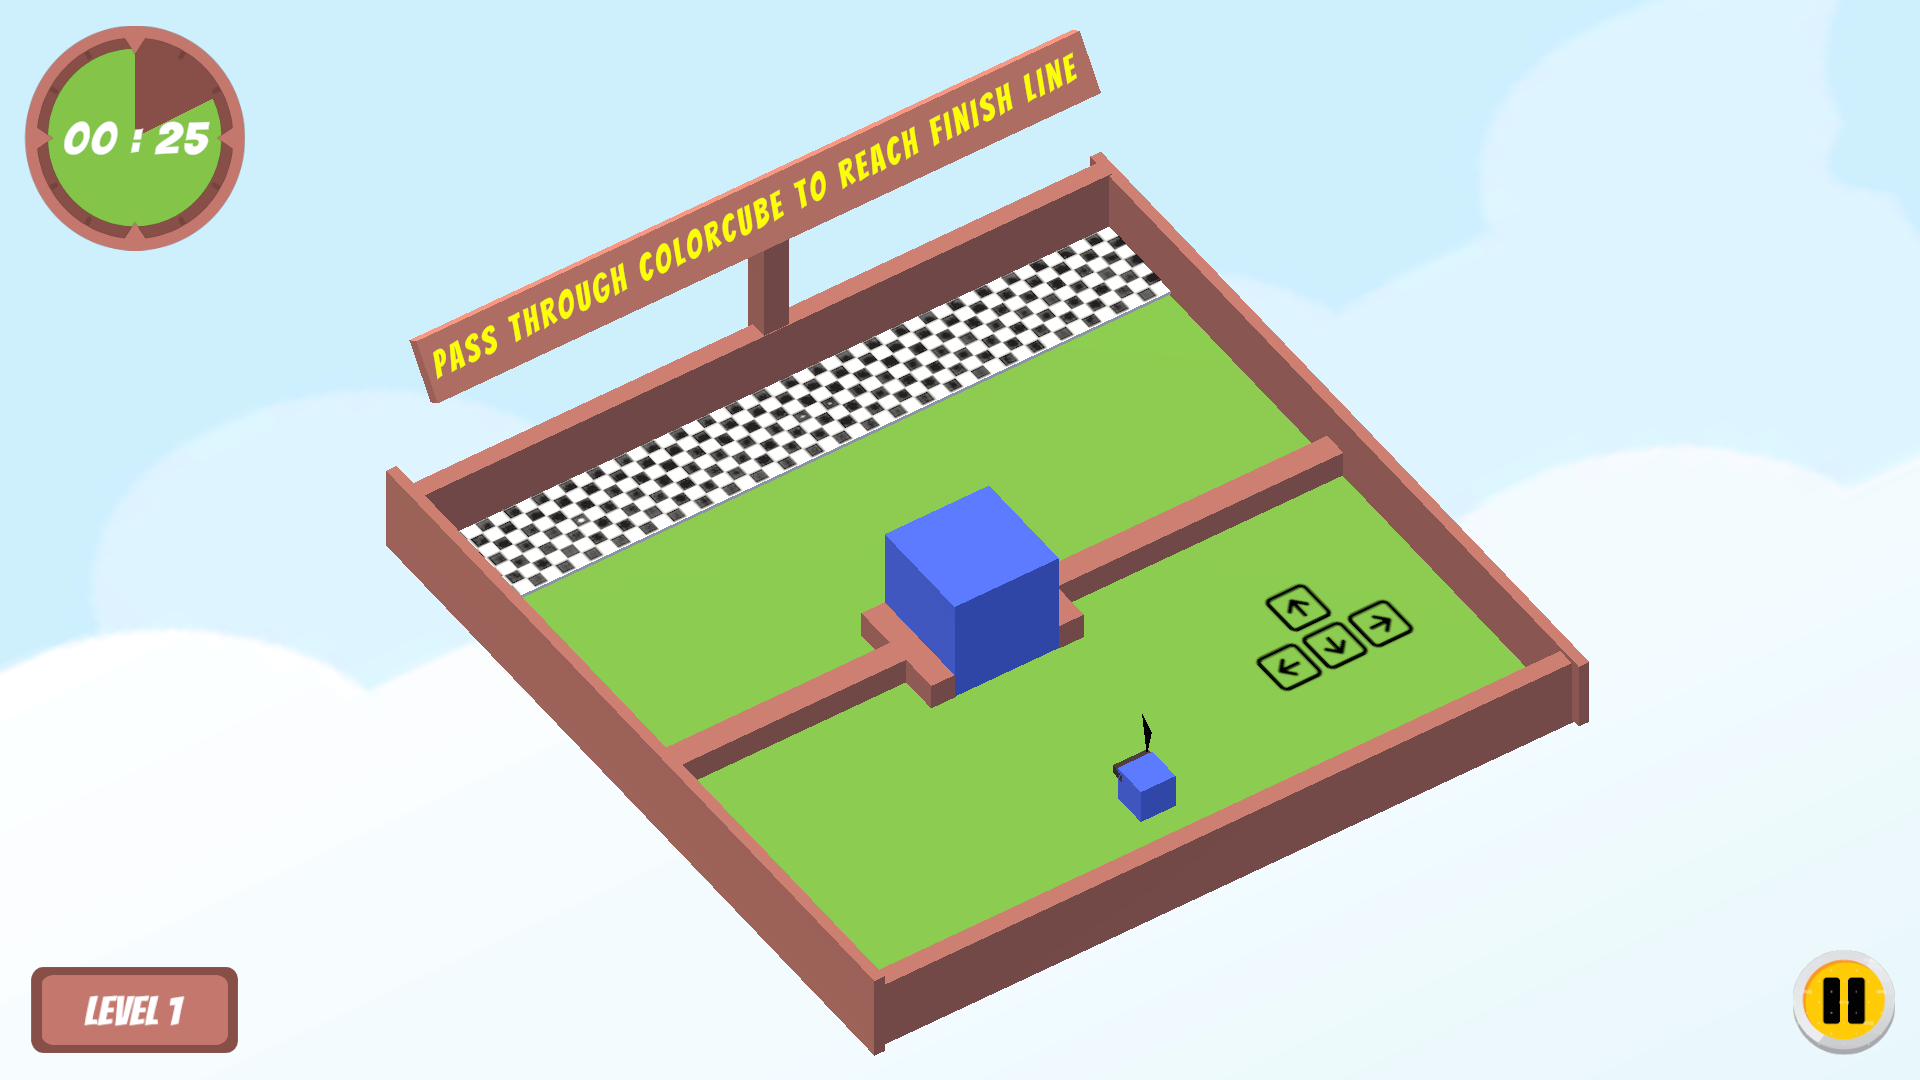 00 : 25
PASS THROUGH COLORCUBE TO REACH FINISH LINE
LEVEL 1